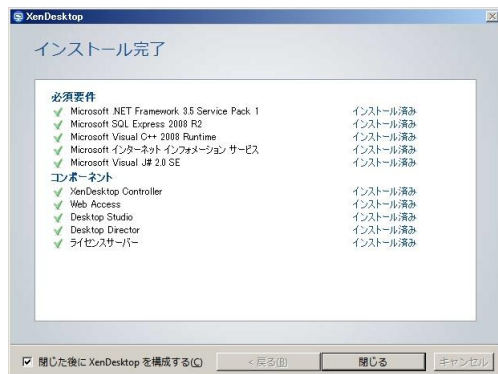 XenDesktop
インストール完了
必須要件
Microsoft .NET Framework 3.5 Service Pack 1 インストール済み
Microsoft SQL Express 2008 R2 インストール済み
Microsoft Visual C++ 2008 Runtime インストール済み
Microsoft インターネット インフォメーション サービス インストール済み
Microsoft Visual J# 2.0 SE インストール済み
コンポーネント
XenDesktop Controller インストール済み
Web Access インストール済み
Desktop Studio インストール済み
Desktop Director インストール済み
ライセンスサーバー インストール済み
閉じた後に XenDesktop を構成する(C) < 戻る(B) 閉じる キャンセル